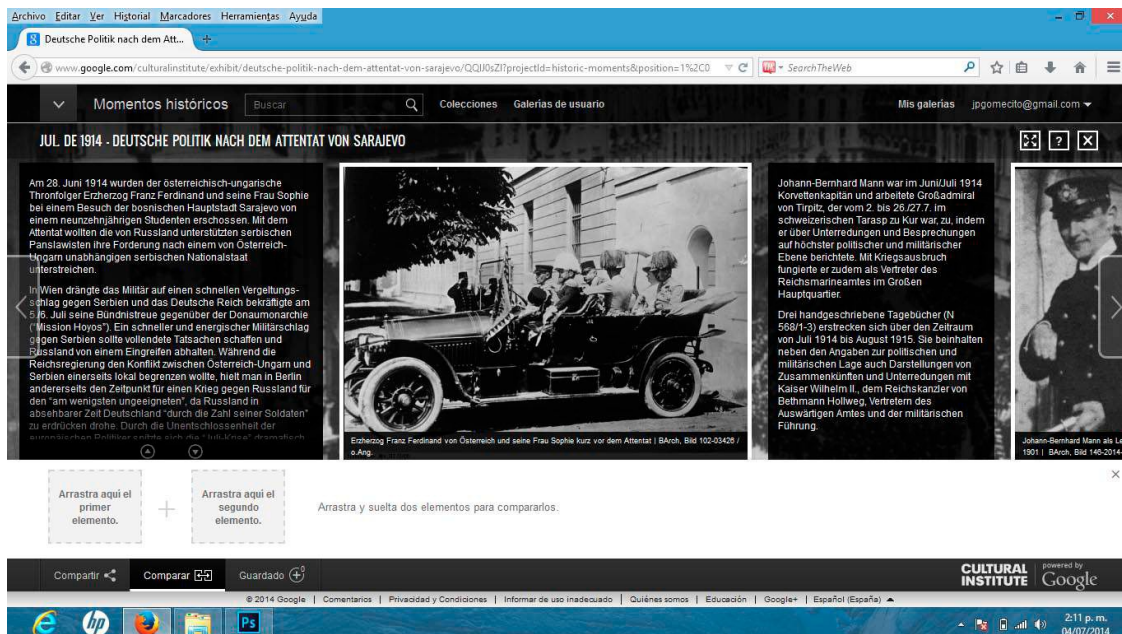 Archivo Editar Ver Historial Marcadores Herramientas Ayuda
Deutsche Politik nach dem Att...
www.google.com/culturalinstitute/exhibit/deutsche-politik-nach-dem-attentat-von-sarajevo/QQJJ0sZI?projectId=historic-moments&position=1%2C0
SearchTheWeb
Momentos históricos
Buscar
Colecciones Galerías de usuario
Mis galerías jpgomecito@gmail.com
JUL. DE 1914 - DEUTSCHE POLITIK NACH DEM ATTENTAT VON SARAJEVO
Am 28. Juni 1914 wurden der österreichisch-ungarische
Thronfolger Erzherzog Franz Ferdinand und seine Frau Sophie
bei einem Besuch der bosnischen Hauptstadt Sarajevo von
einem neunzehnjährigen Studenten erschossen. Mit dem
Attentat wollten die von Russland unterstützten serbischen
Panslawisten ihre Forderung nach einem von Österreich-
Ungarn unabhängigen serbischen Nationalstaat
unterstreichen.
In Wien drängte das Militär auf einen schnellen Vergeltungs-
schlag gegen Serbien und das Deutsche Reich bekräftigte am
5./6. Juli seine Bündnistreue gegenüber der Donaumonarchie
("Mission Hoyos"). Ein schneller und energischer Militärschlag
gegen Serbien sollte vollendete Tatsachen schaffen und
Russland von einem Eingreifen abhalten. Während die
Reichsregierung den Konflikt zwischen Österreich-Ungarn und
Serbien einerseits lokal begrenzen wollte, hielt man in Berlin
andererseits den Zeitpunkt für einen Krieg gegen Russland für
den "am wenigsten ungeeigneten", da Russland in
absehbarer Zeit Deutschland "durch die Zahl seiner Soldaten"
zu erdrücken drohe. Durch die Unentschlossenheit der
europäischen Politiker spitzte sich die "Juli-Krise" dramatisch
Erzherzog Franz Ferdinand von Österreich und seine Frau Sophie kurz vor dem Attentat | BArch, Bild 102-03426 /
o.Ang.
Johann-Bernhard Mann war im Juni/Juli 1914
Korvettenkapitän und arbeitete Großadmiral
von Tirpitz, der vom 2. bis 26./27.7. im
schweizerischen Tarasp zu Kur war, zu, indem
er über Unterredungen und Besprechungen
auf höchster politischer und militärischer
Ebene berichtete. Mit Kriegsausbruch
fungierte er zudem als Vertreter des
Reichsmarineamtes im Großen
Hauptquartier.
Drei handgeschriebene Tagebücher (N
568/1-3) erstrecken sich über den Zeitraum
von Juli 1914 bis August 1915. Sie beinhalten
neben den Angaben zur politischen und
militärischen Lage auch Darstellungen von
Zusammenkünften und Unterredungen mit
Kaiser Wilhelm II., dem Reichskanzler von
Bethmann Hollweg, Vertretern des
Auswärtigen Amtes und der militärischen
Führung.
Johann-Bernhard Mann als Le
1901 | BArch, Bild 146-2014-
Arrastra aquí el
primer
elemento.
+
Arrastra aquí el
segundo
elemento.
Arrastra y suelta dos elementos para compararlos.
Compartir Comparar Guardado 0
CULTURAL
INSTITUTE
powered by
Google
© 2014 Google | Comentarios | Privacidad y Condiciones | Informar de uso inadecuado | Quiénes somos | Educación | Google+ | Español (España)
hp
Ps
2:11 p. m.
04/07/2014